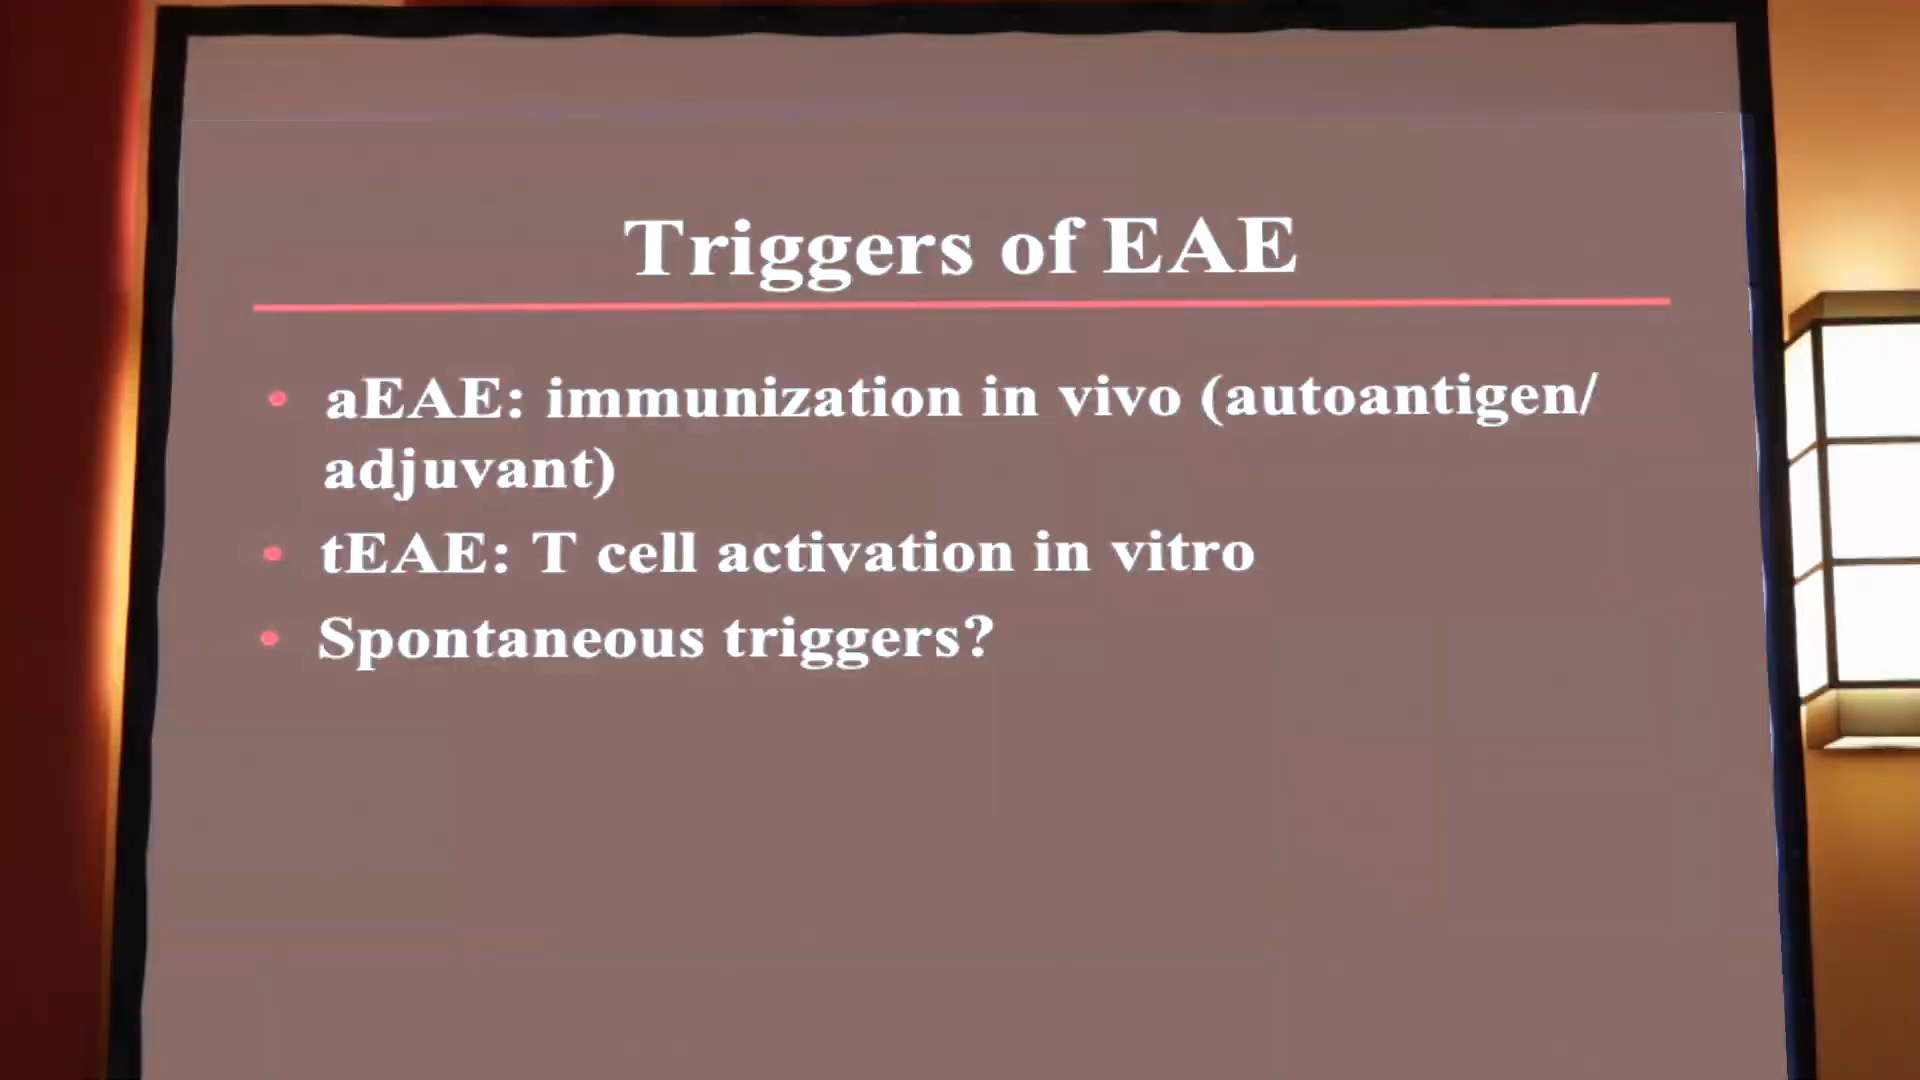 Triggers of EAE
• aEAE: immunization in vivo (autoantigen/
adjuvant)
• tEAE: T cell activation in vitro
• Spontaneous triggers?